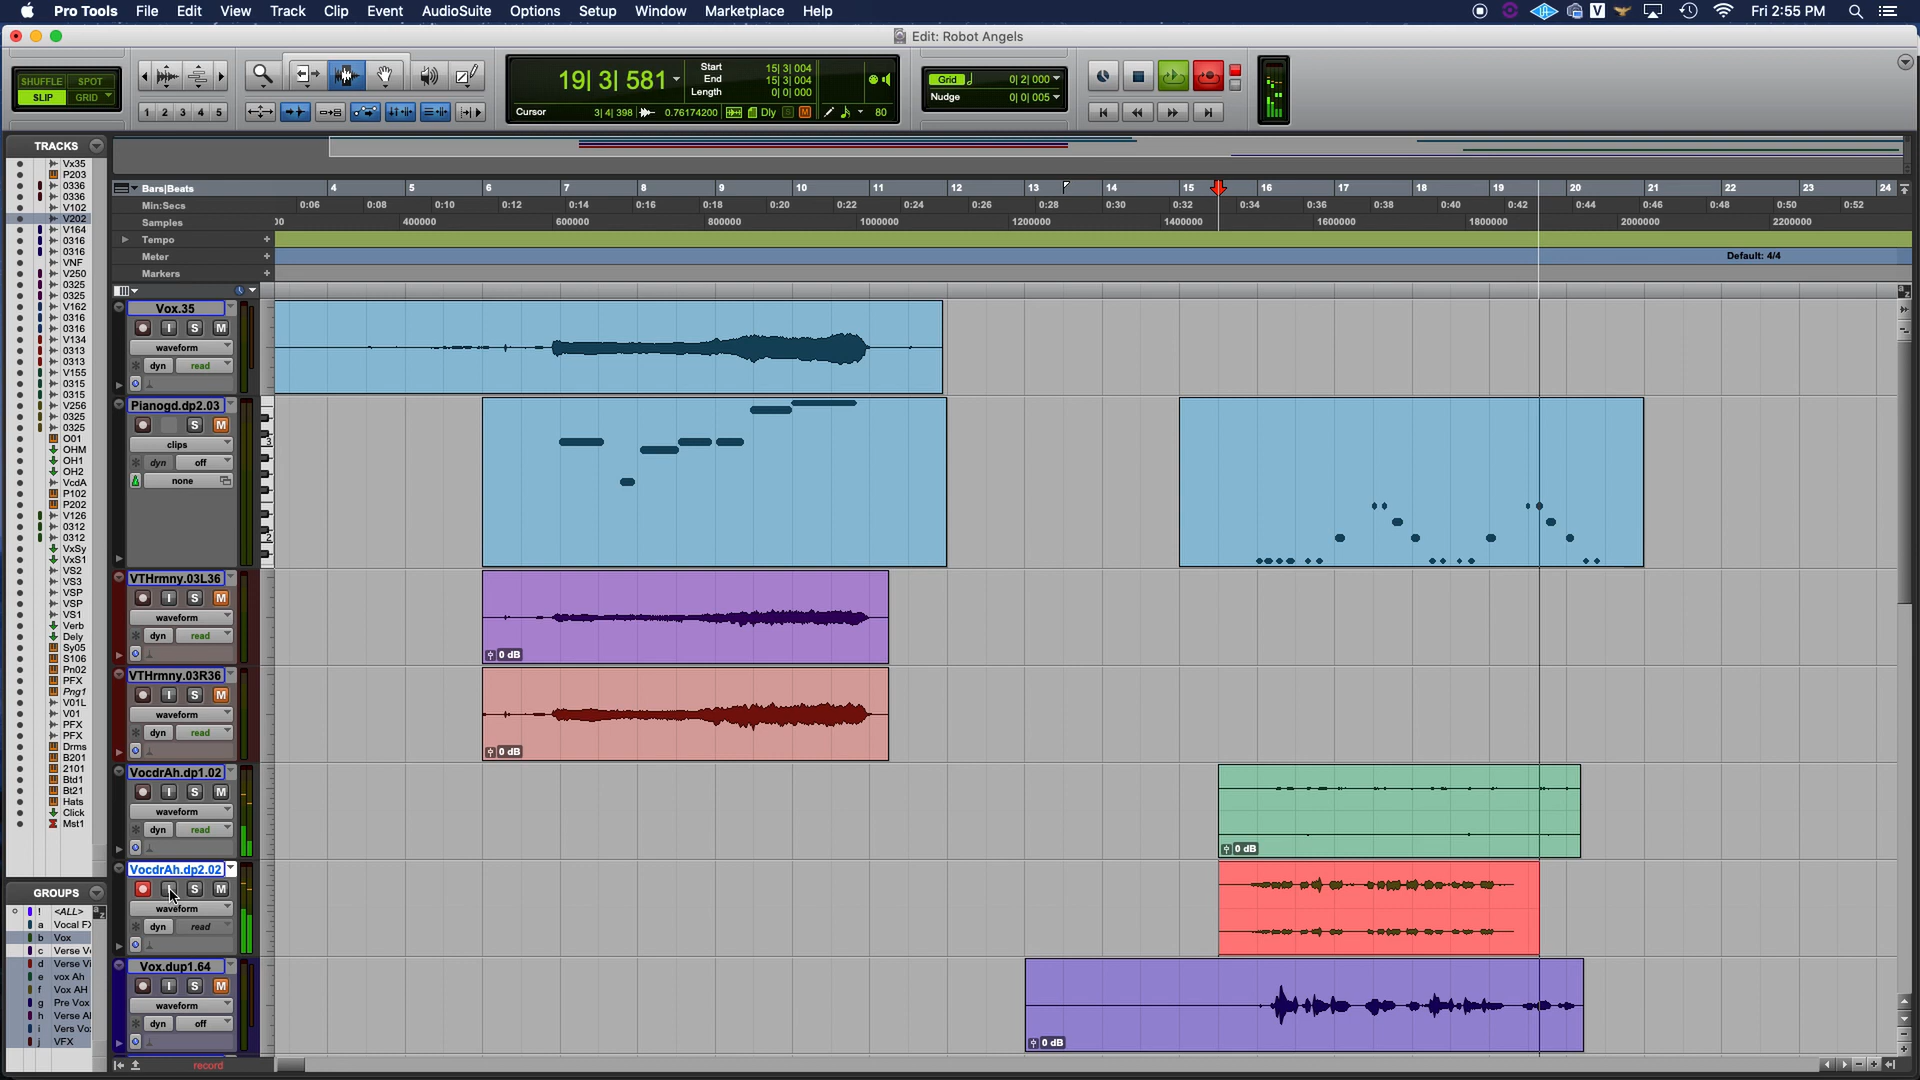 Pro Tools File Edit View Track Clip Event AudioSuite Options Setup Window Marketplace Help V Fri 2:55 PM
Edit: Robot Angels
SHUFFLE SPOT
SLIP GRID
1 2 3 4 5
19| 3| 581
Start 15| 3| 004
End 15| 3| 004
Length 0| 0| 000
Cursor 3| 4| 398 0.76174200 Dly S M 80
Grid 0| 2| 000
Nudge 0| 0| 005
TRACKS
Vx35
P203
0336
0336
V102
V202
V164
0316
0316
VNF
V250
0325
0325
V162
0316
0316
V134
0313
0313
V155
0315
0315
V256
0325
0325
O01
OHM
OH1
OH2
VcdA
P102
P202
V126
0312
0312
VxSy
VxS1
VS2
VS3
VSP
VSP
VS1
Verb
Dely
Sy05
S106
Pn02
PFX
Png1
V01L
V01
PFX
PFX
Drms
B201
2101
Btd1
Bt21
Hats
Click
Mst1
GROUPS
! <ALL>
a Vocal FX
b Vox
c Verse Vo
d Verse Vi
e vox Ah
f Vox AH
g Pre Vox
h Verse Al
i Vers Vo:
j VFX
Bars|Beats 4 5 6 7 8 9 10 11 12 13 14 15 16 17 18 19 20 21 22 23 24
Min:Secs 0:06 0:08 0:10 0:12 0:14 0:16 0:18 0:20 0:22 0:24 0:26 0:28 0:30 0:32 0:34 0:36 0:38 0:40 0:42 0:44 0:46 0:48 0:50 0:52
Samples 400000 600000 800000 1000000 1200000 1400000 1600000 1800000 2000000 2200000
Tempo +
Meter + Default: 4/4
Markers +
Vox.35
I S M
waveform
dyn read
Pianogd.dp2.03
S M
clips
dyn off
none
3
2
VTHrmny.03L36
I S M
waveform
dyn read
0 dB
VTHrmny.03R36
I S M
waveform
dyn read
0 dB
VocdrAh.dp1.02
I S M
waveform
dyn read
0 dB
VocdrAh.dp2.02
I S M
waveform
dyn read
Vox.dup1.64
I S M
waveform
dyn off
0 dB
record